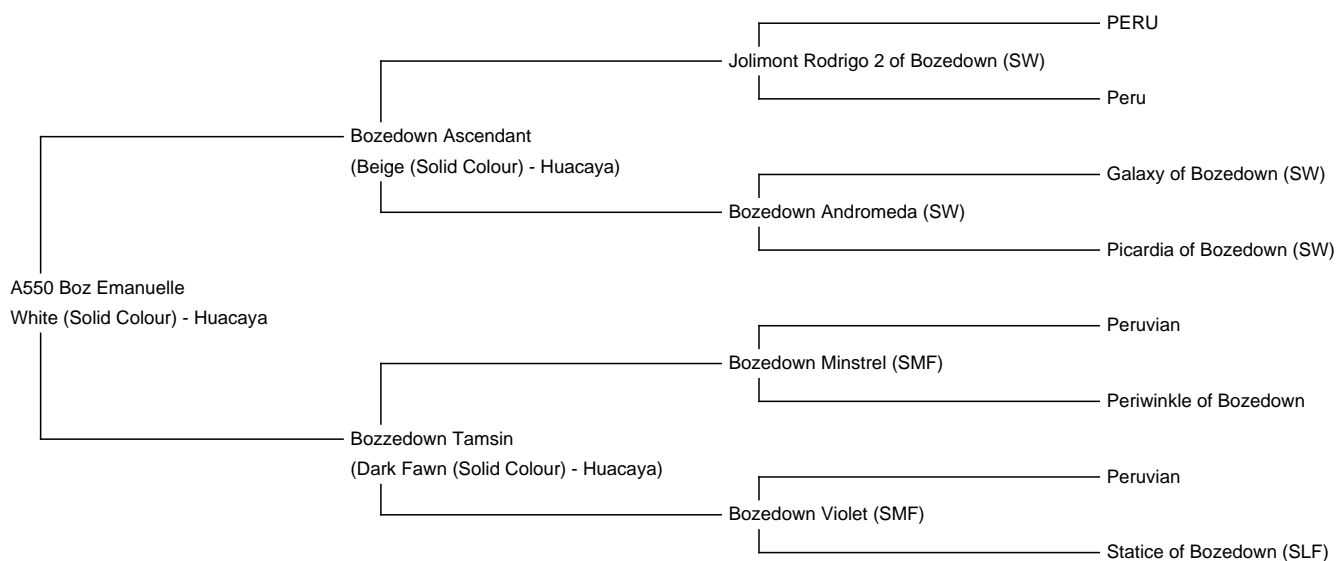 PERU
Jolimont Rodrigo 2 of Bozedown (SW)
Peru
Bozedown Ascendant
(Beige (Solid Colour) - Huacaya)
Galaxy of Bozedown (SW)
Bozedown Andromeda (SW)
Picardia of Bozedown (SW)
A550 Boz Emanuelle
White (Solid Colour) - Huacaya
Peruvian
Bozedown Minstrel (SMF)
Periwinkle of Bozedown
Bozzedown Tamsin
(Dark Fawn (Solid Colour) - Huacaya)
Peruvian
Bozedown Violet (SMF)
Statice of Bozedown (SLF)